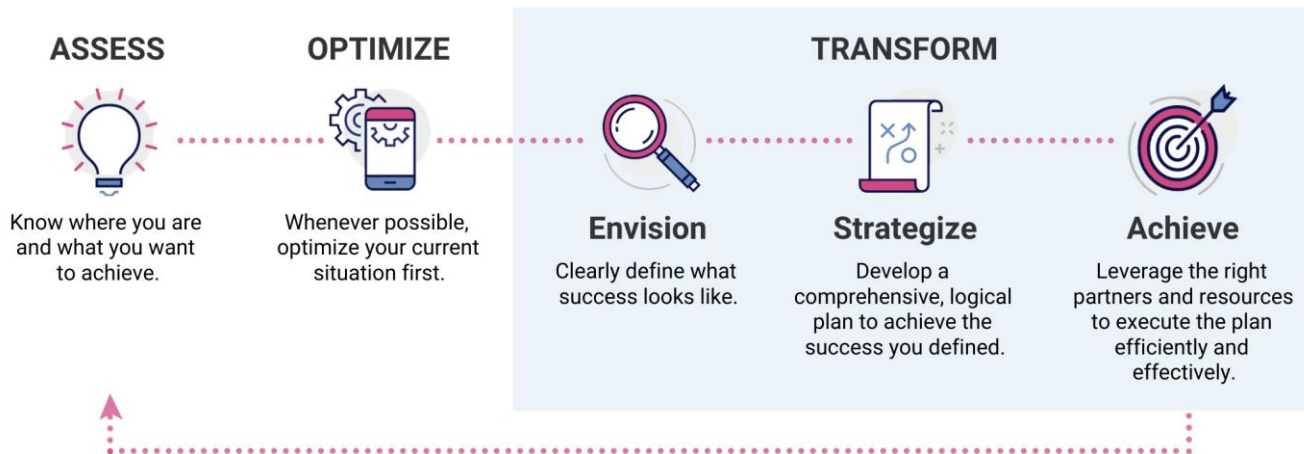 ASSESS
Know where you are
and what you want
to achieve.
OPTIMIZE
Whenever possible,
optimize your current
situation first.
TRANSFORM
Envision
Clearly define what
success looks like.
Strategize
Develop a
comprehensive, logical
plan to achieve the
success you defined.
Achieve
Leverage the right
partners and resources
to execute the plan
efficiently and
effectively.